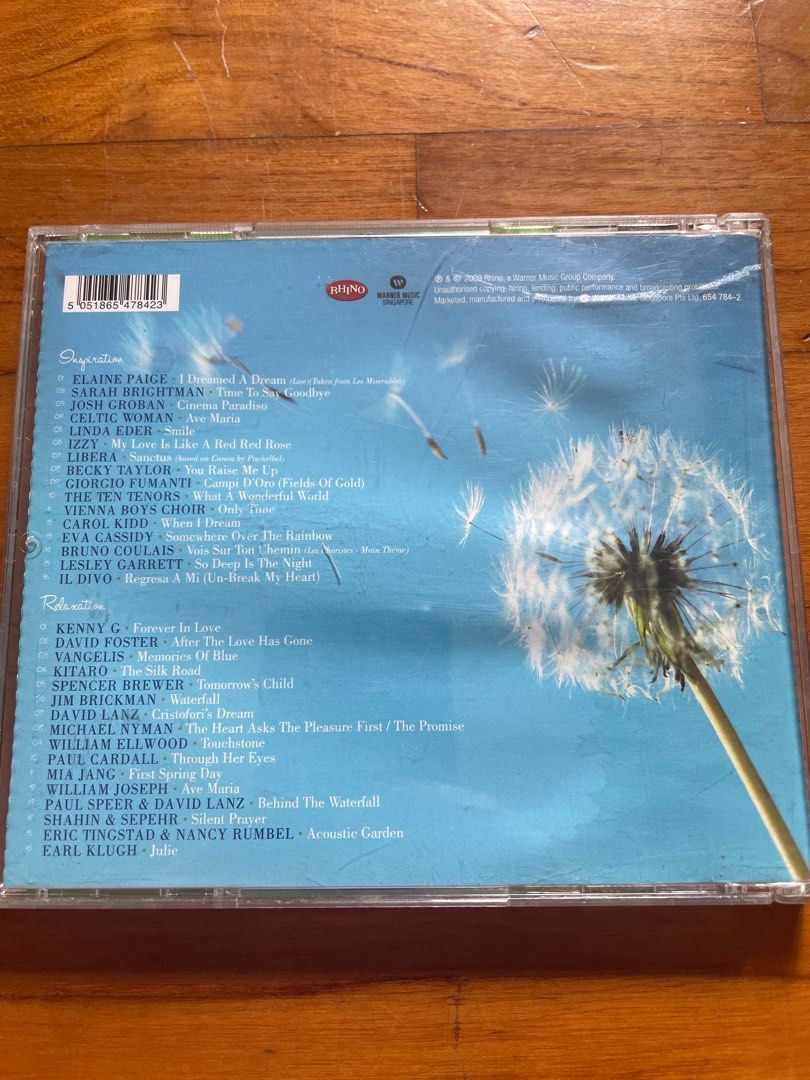 5 051865 478423
RHINO
WARNER MUSIC
SINGAPORE
℗ & © 2009 Rhino, a Warner Music Group Company.
Unauthorised copying, hiring, lending, public performance and broadcasting prohibited.
Marketed, manufactured and distributed by Warner Music Singapore Pte Ltd. 654 784-2
Inspiration
01 ELAINE PAIGE • I Dreamed A Dream (Live)(Taken from Les Miserables)
02 SARAH BRIGHTMAN • Time To Say Goodbye
03 JOSH GROBAN • Cinema Paradiso
04 CELTIC WOMAN • Ave Maria
05 LINDA EDER • Smile
06 IZZY • My Love Is Like A Red Red Rose
07 LIBERA • Sanctus (based on Canon by Pachelbel)
08 BECKY TAYLOR • You Raise Me Up
GIORGIO FUMANTI • Campi D'Oro (Fields Of Gold)
THE TEN TENORS • What A Wonderful World
VIENNA BOYS CHOIR • Only Time
CAROL KIDD • When I Dream
EVA CASSIDY • Somewhere Over The Rainbow
BRUNO COULAIS • Vois Sur Ton Chemin (Les Choristes - Main Theme)
LESLEY GARRETT • So Deep Is The Night
IL DIVO • Regresa A Mi (Un-Break My Heart)
Relaxation
KENNY G • Forever In Love
DAVID FOSTER • After The Love Has Gone
VANGELIS • Memories Of Blue
KITARO • The Silk Road
SPENCER BREWER • Tomorrow's Child
JIM BRICKMAN • Waterfall
DAVID LANZ • Cristofori's Dream
MICHAEL NYMAN • The Heart Asks The Pleasure First / The Promise
WILLIAM ELLWOOD • Touchstone
PAUL CARDALL • Through Her Eyes
MIA JANG • First Spring Day
WILLIAM JOSEPH • Ave Maria
PAUL SPEER & DAVID LANZ • Behind The Waterfall
SHAHIN & SEPEHR • Silent Prayer
ERIC TINGSTAD & NANCY RUMBEL • Acoustic Garden
EARL KLUGH • Julie